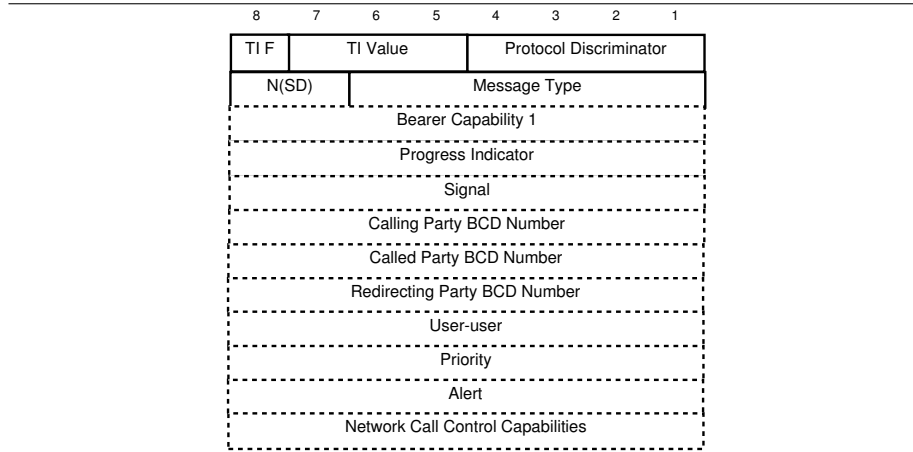 8 7 6 5 4 3 2 1
TI F TI Value Protocol Discriminator
N(SD) Message Type
Bearer Capability 1
Progress Indicator
Signal
Calling Party BCD Number
Called Party BCD Number
Redirecting Party BCD Number
User-user
Priority
Alert
Network Call Control Capabilities